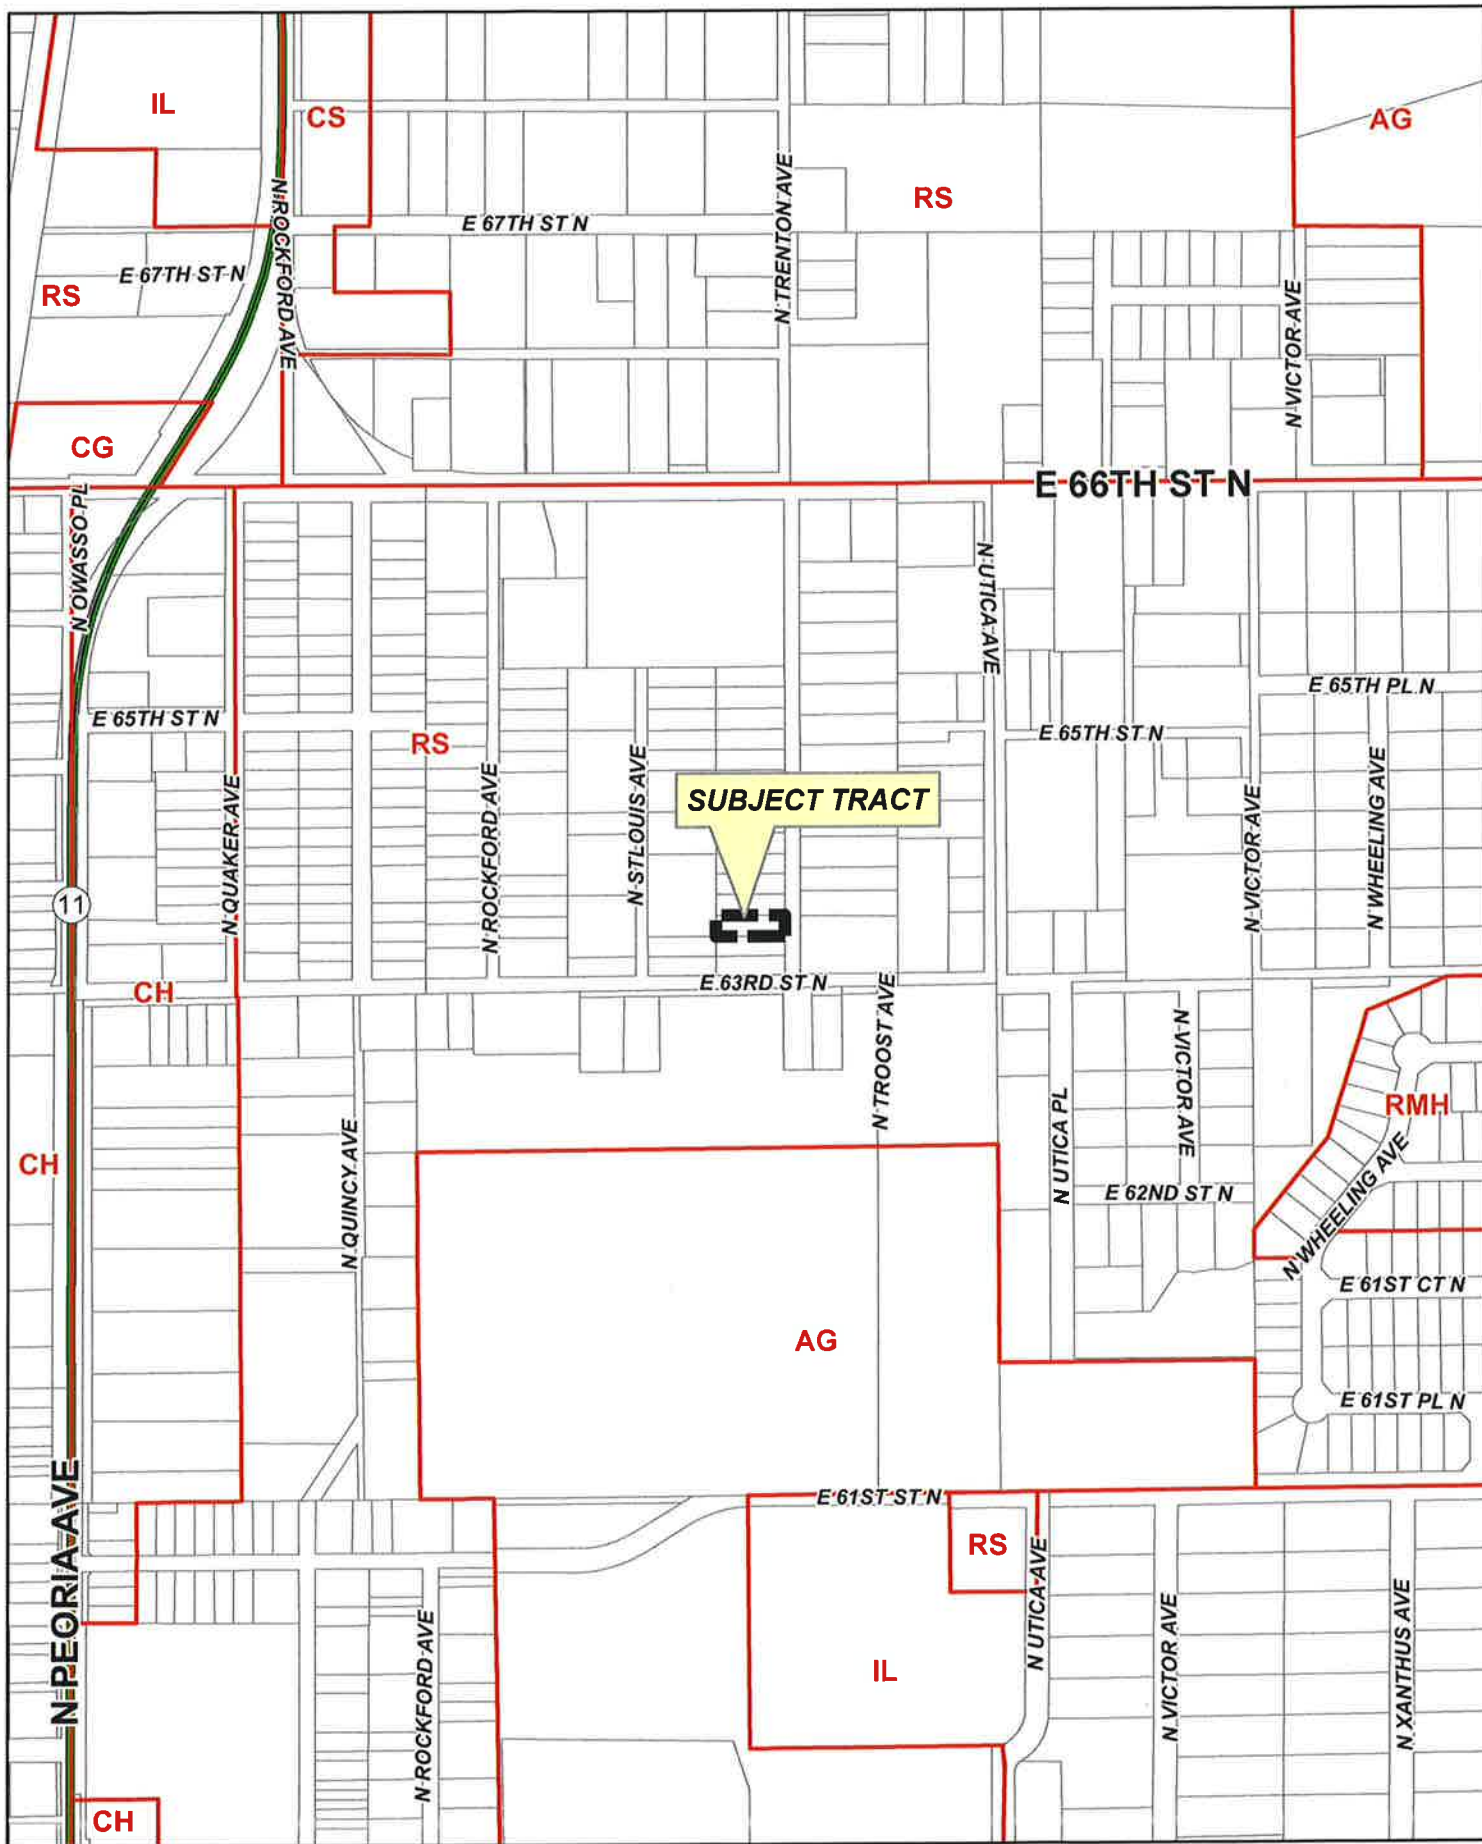 IL
CS
AG
RS
N ROCKFORD AVE
N TRENTON AVE
E 67TH ST N
E 67TH ST N
RS
N VICTOR AVE
CG
E 66TH ST N
N OWASSO PL
N UTICA AVE
E 65TH PL N
E 65TH ST N
E 65TH ST N
RS
N QUAKER AVE
N ROCKFORD AVE
N STLOUIS AVE
SUBJECT TRACT
N VICTOR AVE
N WHEELING AVE
11
E 63RD ST N
CH
N TROOST AVE
N VICTOR AVE
RMH
N QUINCY AVE
N UTICA PL
CH
E 62ND ST N
N WHEELING AVE
E 61ST CT N
AG
E 61ST PL N
N PEORIA AVE
E 61ST ST N
RS
N UTICA AVE
N ROCKFORD AVE
IL
N VICTOR AVE
N XANTHUS AVE
CH